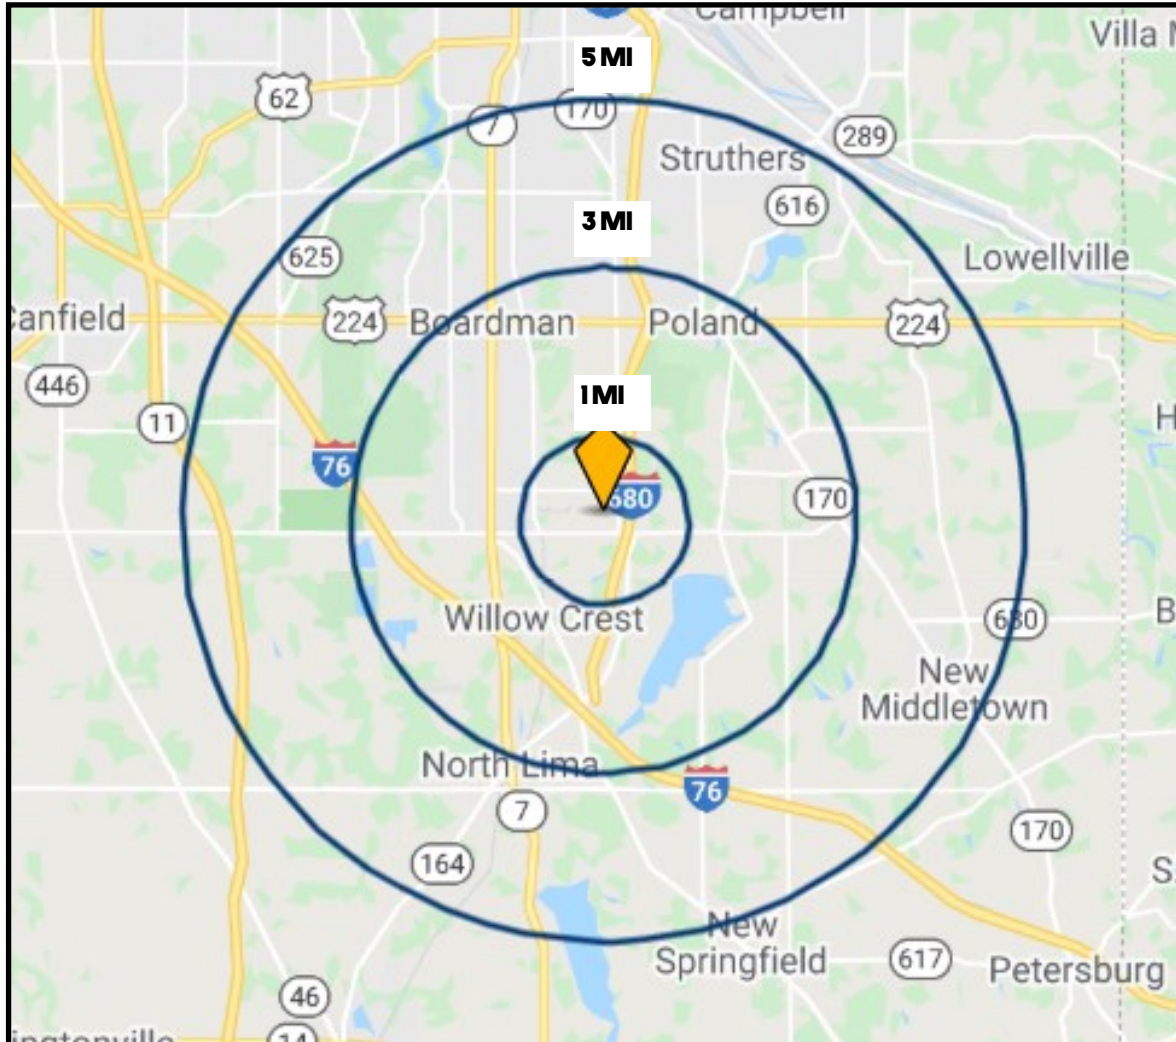 Campbell
Villa M
5 MI
62
7
170
289
Struthers
616
3 MI
625
Lowellville
Canfield
224
Boardman
Poland
224
446
1 MI
11
76
680
170
Willow Crest
630
New
Middletown
North Lima
76
7
170
164
New
Springfield
617
Petersburg
46
14
ingtonville